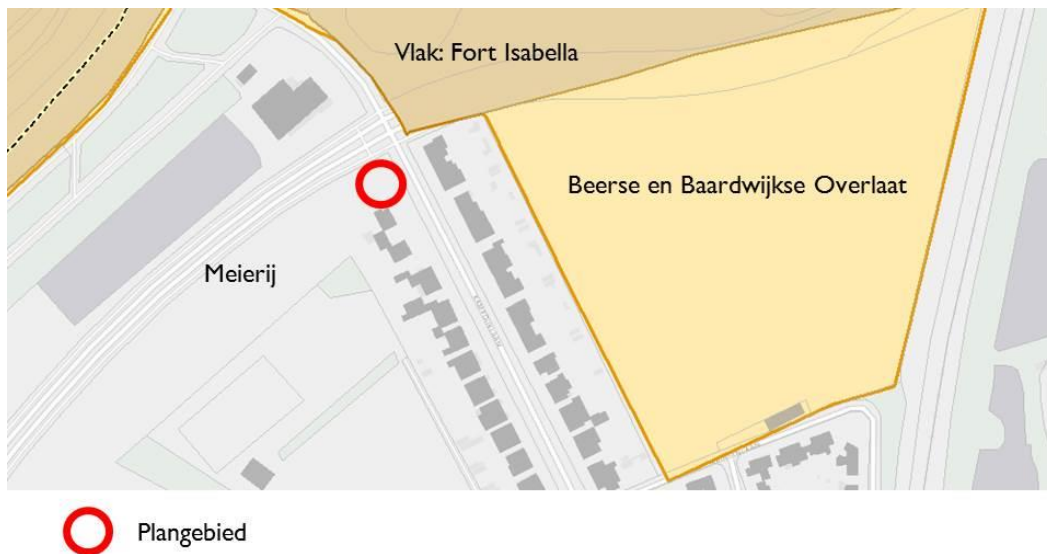 Vlak: Fort Isabella
Beerse en Baardwijkse Overlaat
Meierij
Plangebied